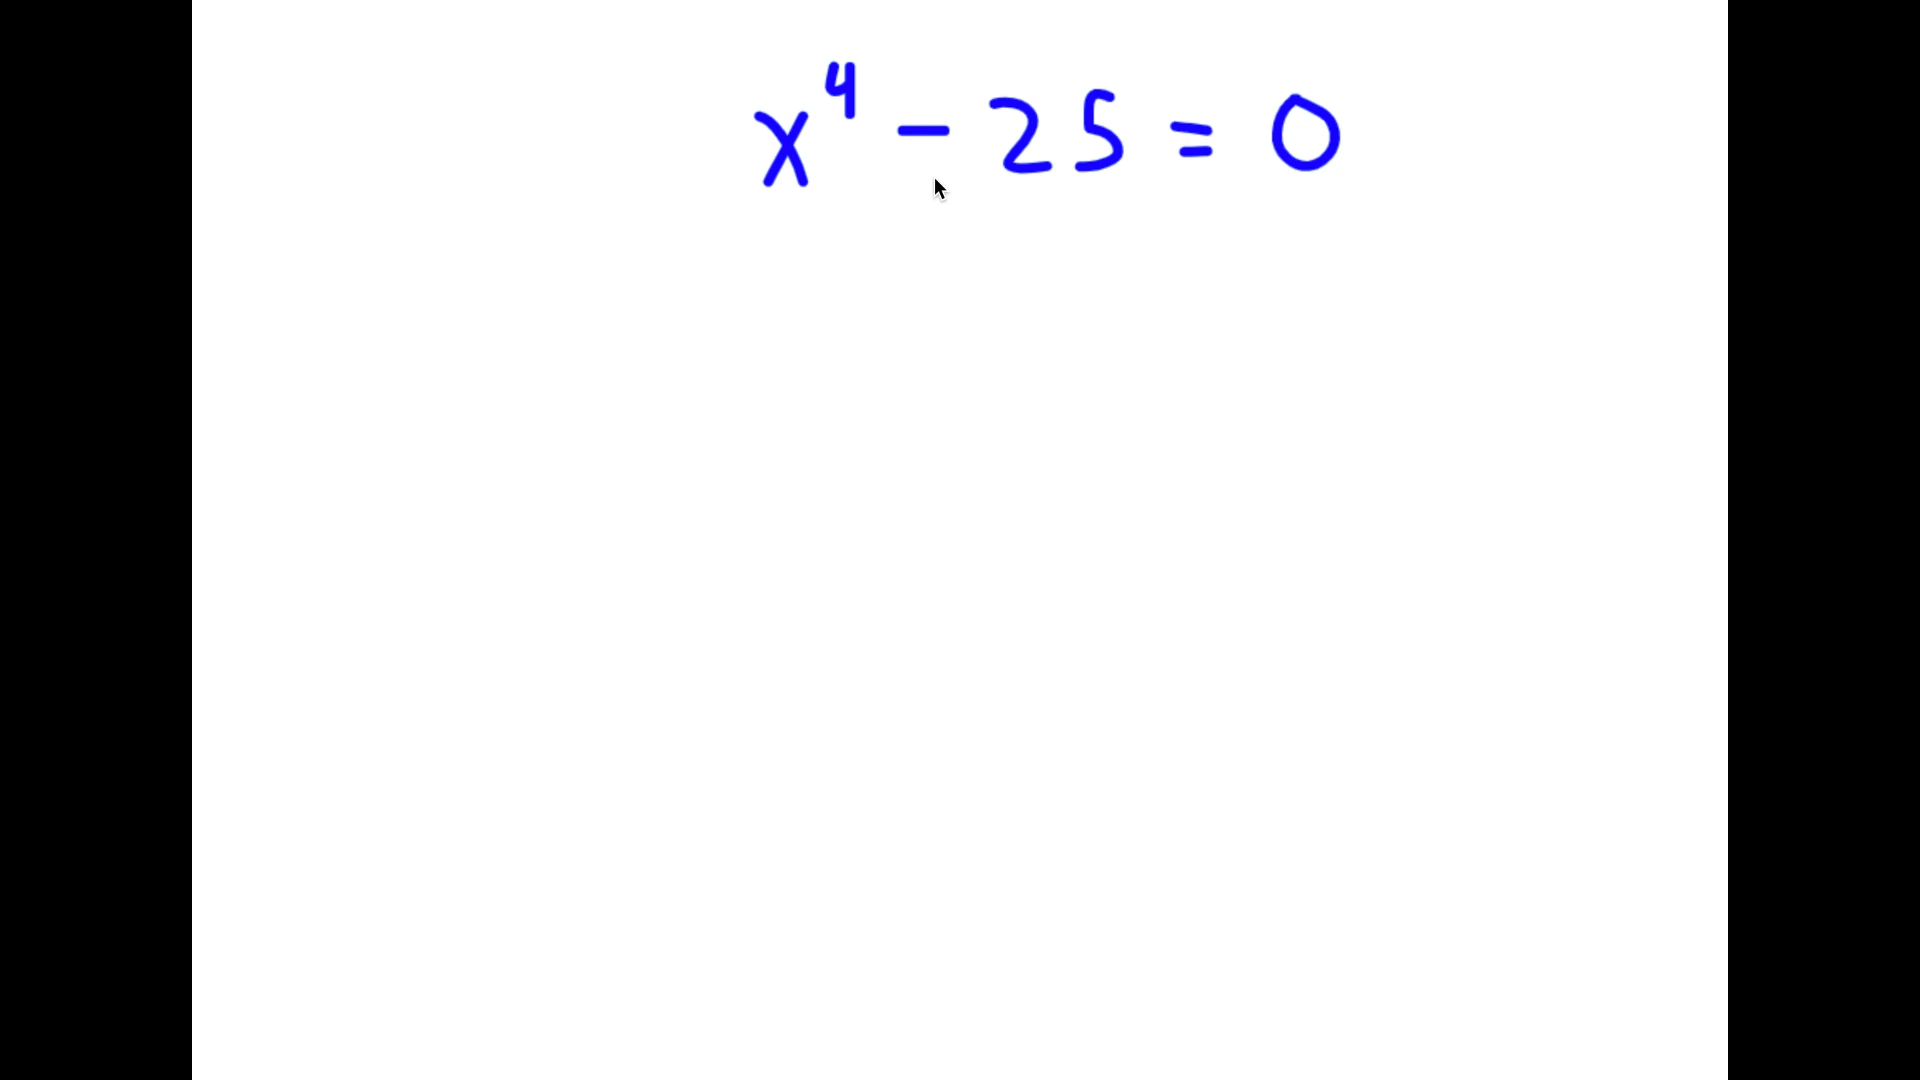 x⁴ - 25 = 0